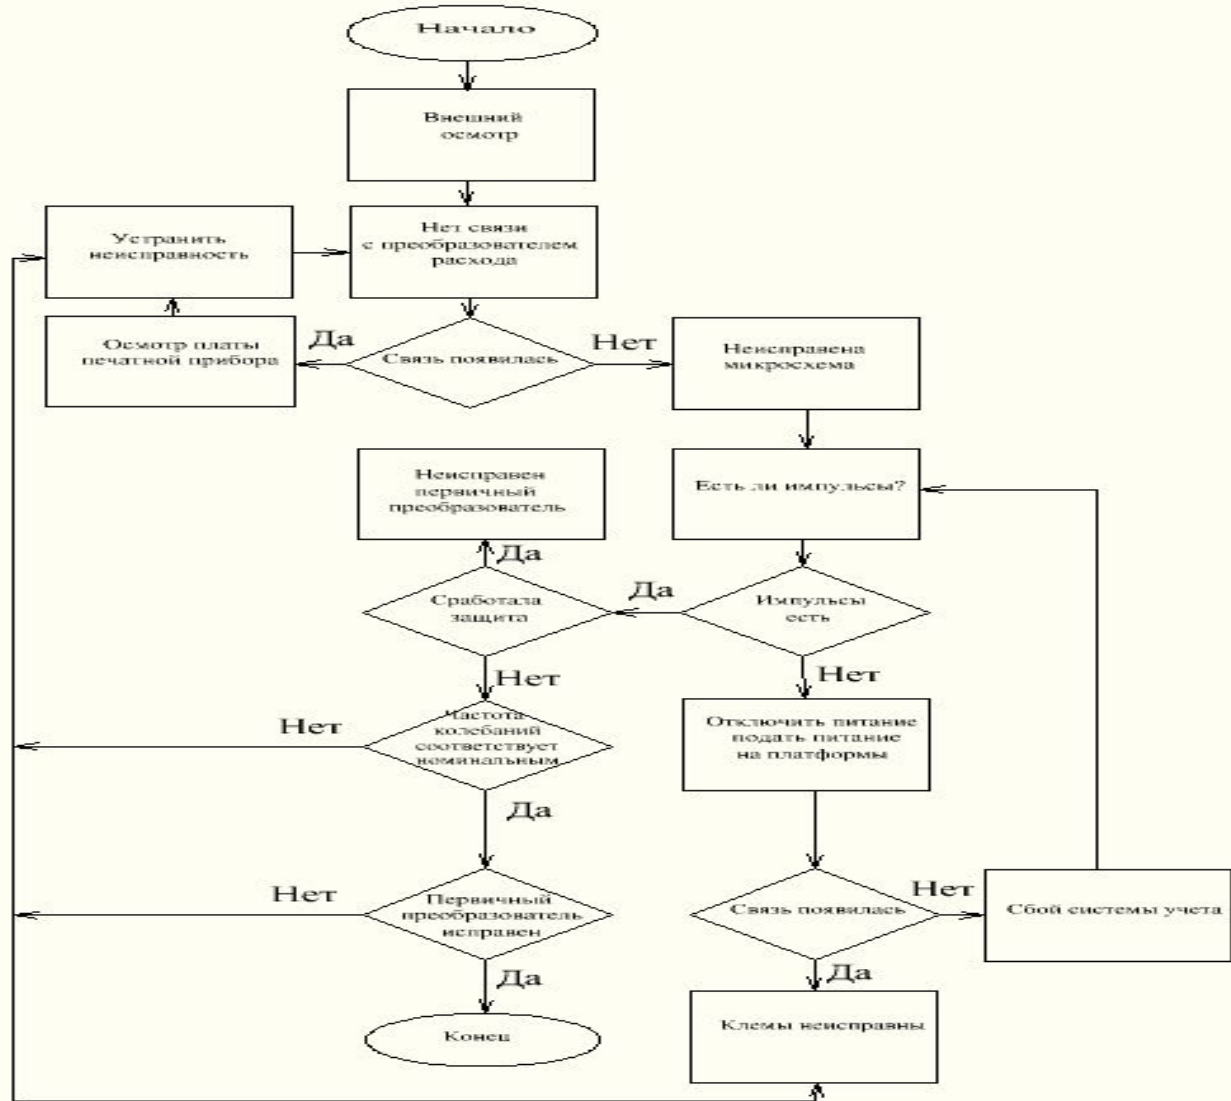 Начало
Внешний
осмотр
Устранить
неисправность
Нет связи
с преобразователем
расхода
Осмотр платы
печатной прибора
Да
Связь появилась
Нет
Неисправена
микросхема
Неисправен
первичный
преобразователь
Есть ли импульсы?
Да
Сработала
защита
Да
Импульсы
есть
Нет
Нет
Частота
колебаний
соответствует
номинальным
Нет
Отключить питание
подать питание
на платформы
Да
Нет
Первичный
преобразователь
исправен
Связь появилась
Нет
Сбой системы учета
Да
Да
Конец
Клемы неисправны